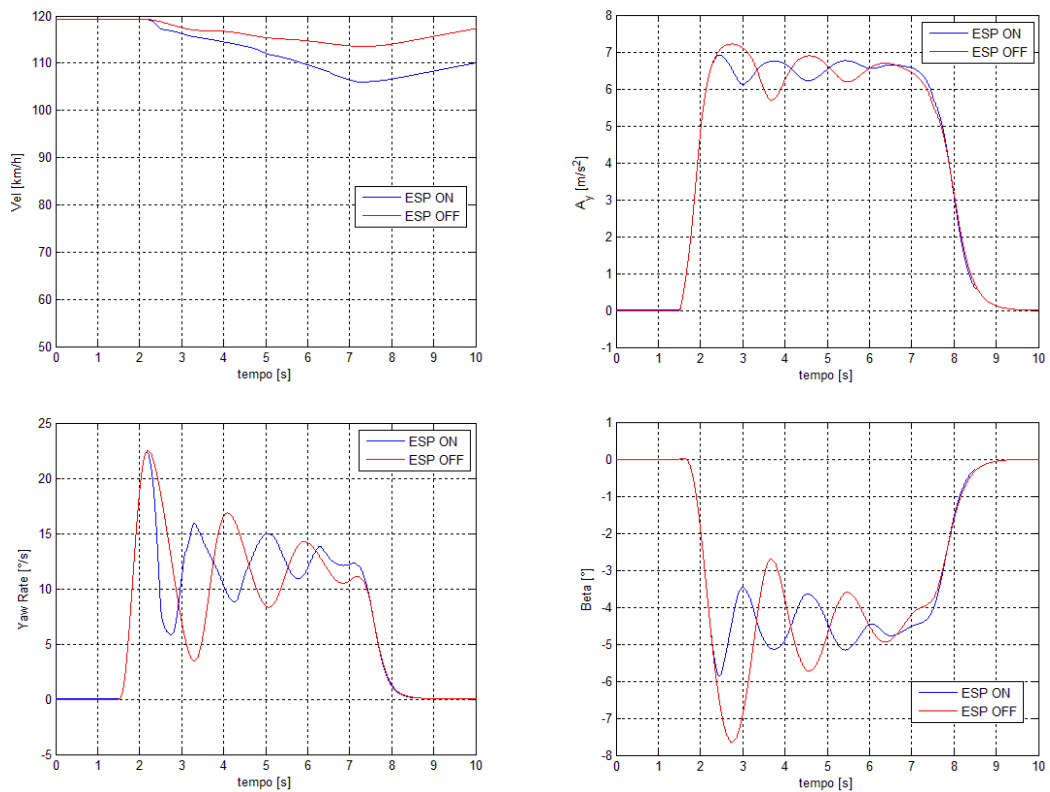 120
110
100
90
80
70
60
50
Vel [km/h]
ESP ON
ESP OFF
0 1 2 3 4 5 6 7 8 9 10
tempo [s]
8
7
6
5
4
3
2
1
0
-1
A_y [m/s²]
ESP ON
ESP OFF
0 1 2 3 4 5 6 7 8 9 10
tempo [s]
25
20
15
10
5
0
-5
Yaw Rate [°/s]
ESP ON
ESP OFF
0 1 2 3 4 5 6 7 8 9 10
tempo [s]
1
0
-1
-2
-3
-4
-5
-6
-7
-8
Beta [°]
ESP ON
ESP OFF
0 1 2 3 4 5 6 7 8 9 10
tempo [s]